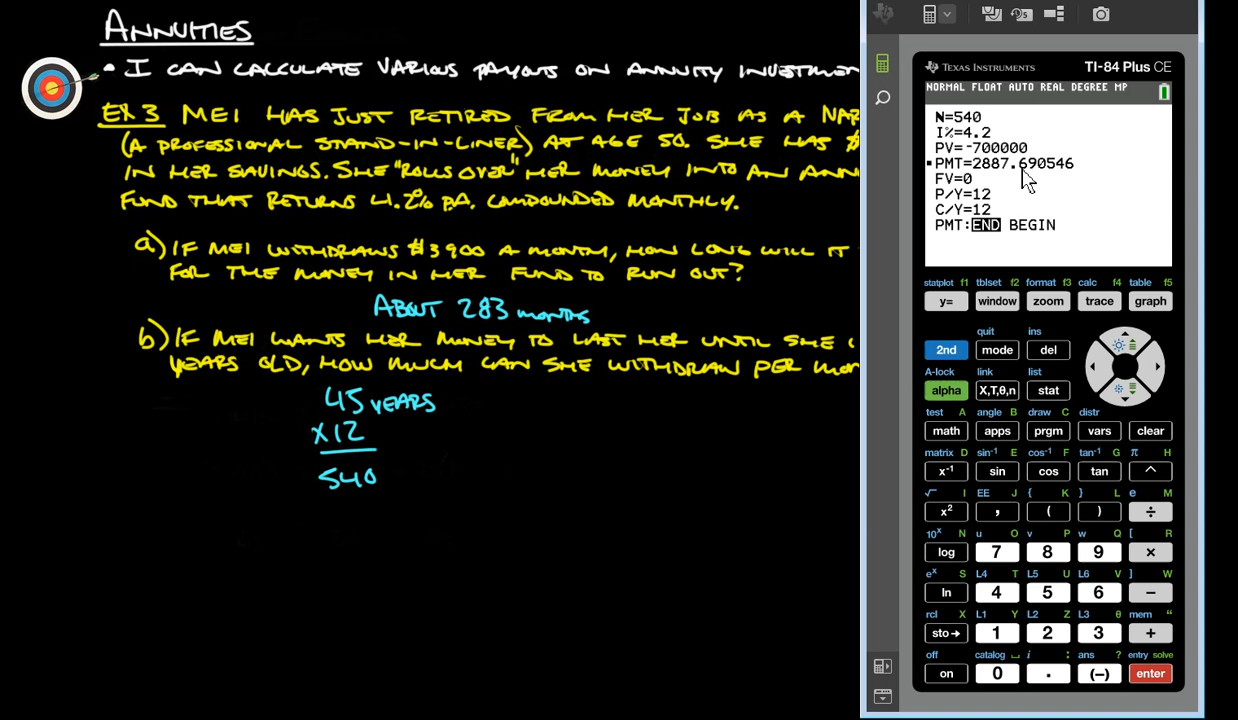 ANNUITIES
• I CAN CALCULATE VARIOUS PAYOUTS ON ANNUITY INVESTMEN
EX 3 MEI HAS JUST RETIRED FROM HER JOB AS A NAR
(A PROFESSIONAL STAND-IN-LINER) AT AGE 50. SHE HAS $
IN HER SAVINGS. SHE "ROLLS OVER" HER MONEY INTO AN ANN
FUND THAT RETURNS 4.2% P.A. COMPOUNDED MONTHLY.
a) IF MEI WITHDRAWS $3900 A MONTH, HOW LONG WILL IT
FOR THE MONEY IN HER FUND TO RUN OUT?
ABOUT 283 MONTHS
b) IF MEI WANTS HER MONEY TO LAST HER UNTIL SHE
YEARS OLD, HOW MUCH CAN SHE WITHDRAW PER MON
45 YEARS
X12
540
TEXAS INSTRUMENTS TI-84 Plus CE
NORMAL FLOAT AUTO REAL DEGREE MP
N=540
I%=4.2
PV=-700000
PMT=2887.690546
FV=0
P/Y=12
C/Y=12
PMT:END BEGIN
statplot f1 tblset f2 format f3 calc f4 table f5
y= window zoom trace graph
quit ins
2nd mode del
A-lock link list
alpha X,T,θ,n stat
test A angle B draw C distr
math apps prgm vars clear
matrix D sin⁻¹ E cos⁻¹ F tan⁻¹ G π H
x⁻¹ sin cos tan ^
√ I EE J { K } L e M
x² , ( ) ÷
10ˣ N u O v P w Q [ R
log 7 8 9 ×
eˣ S L4 T L5 U L6 V ] W
ln 4 5 6 −
rcl X L1 Y L2 Z L3 θ mem "
sto→ 1 2 3 +
off catalog ⎵ i : ans ? entry solve
on 0 . (−) enter